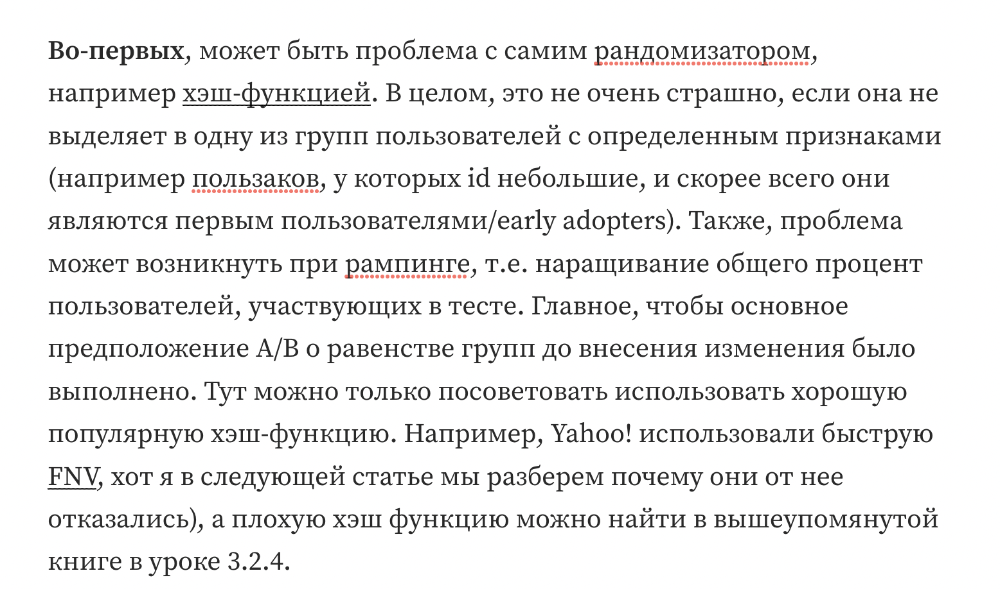 Во-первых, может быть проблема с самим рандомизатором,
например хэш-функцией. В целом, это не очень страшно, если она не
выделяет в одну из групп пользователей с определенным признаками
(например пользаков, у которых id небольшие, и скорее всего они
являются первым пользователями/early adopters). Также, проблема
может возникнуть при рампинге, т.е. наращивание общего процент
пользователей, участвующих в тесте. Главное, чтобы основное
предположение A/B о равенстве групп до внесения изменения было
выполнено. Тут можно только посоветовать использовать хорошую
популярную хэш-функцию. Например, Yahoo! использовали быструю
FNV, хот я в следующей статье мы разберем почему они от нее
отказались), а плохую хэш функцию можно найти в вышеупомянутой
книге в уроке 3.2.4.